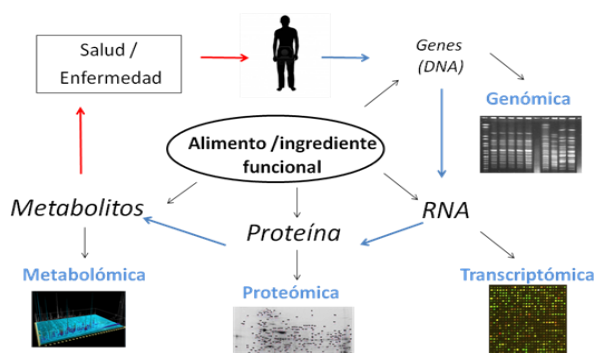 Salud /
Enfermedad
Genes
(DNA)
Genómica
Alimento /ingrediente
funcional
Metabolitos
Proteína
RNA
Metabolómica
Proteómica
Transcriptómica